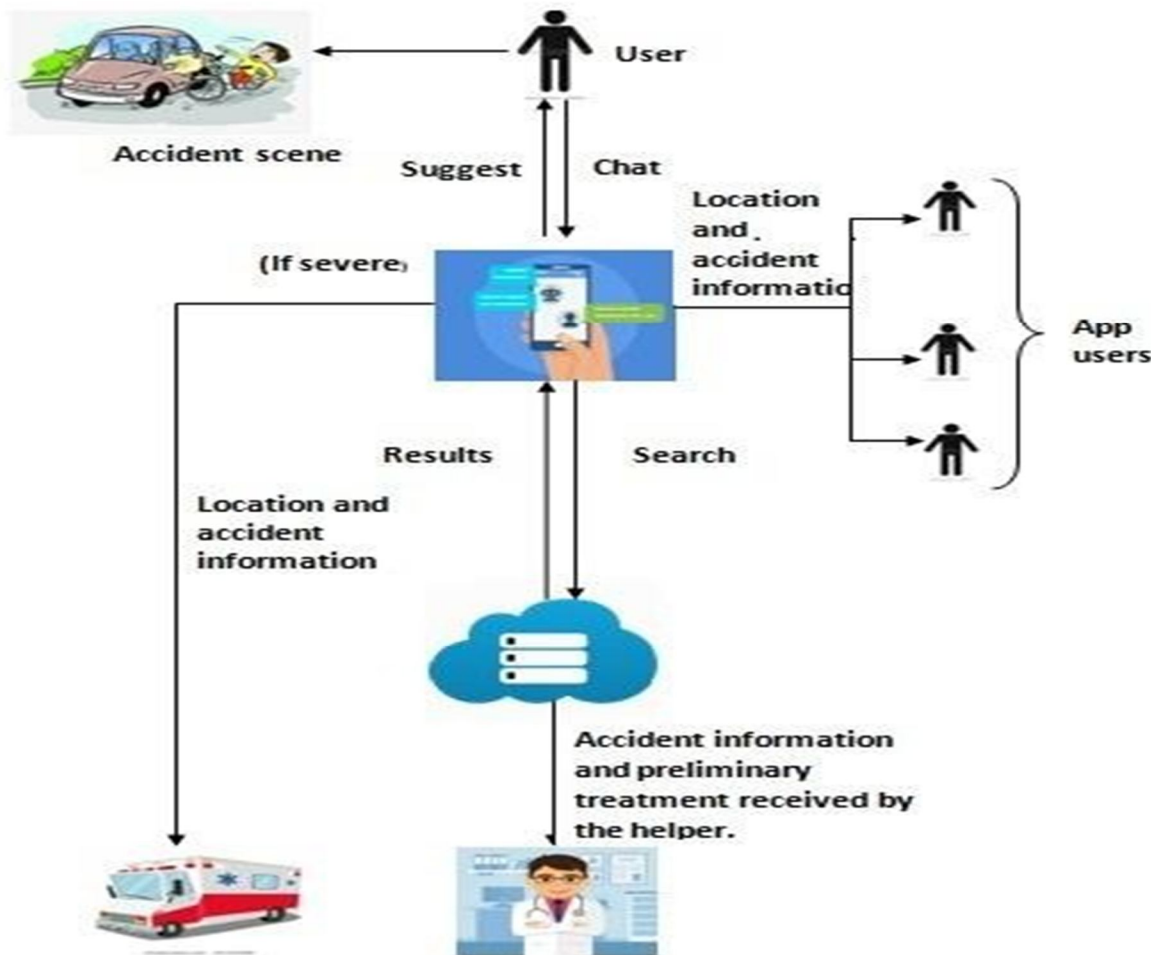 User
Accident scene
Suggest
Chat
Location
and .
accident
informatic
(If severe)
App
users
Results
Search
Location and
accident
information
Accident information
and preliminary
treatment received by
the helper.